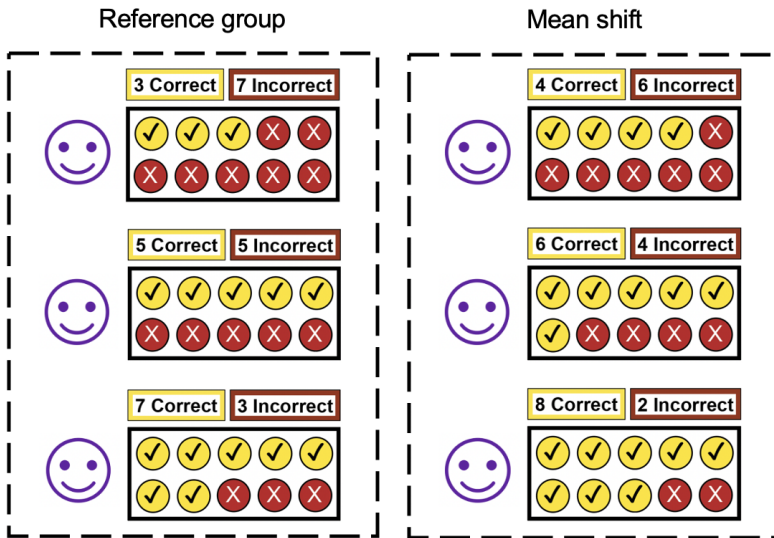 Reference group
3 Correct 7 Incorrect
5 Correct 5 Incorrect
7 Correct 3 Incorrect
Mean shift
4 Correct 6 Incorrect
6 Correct 4 Incorrect
8 Correct 2 Incorrect